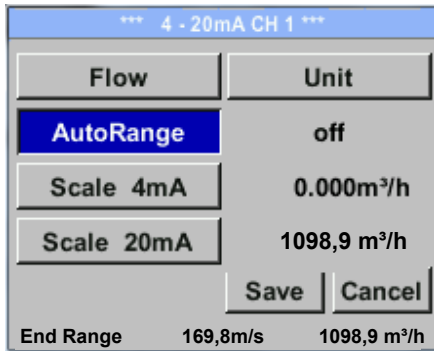 *** 4 - 20mA CH 1 ***
Flow Unit
AutoRange off
Scale 4mA 0.000m³/h
Scale 20mA 1098,9 m³/h
Save Cancel
End Range 169,8m/s 1098,9 m³/h